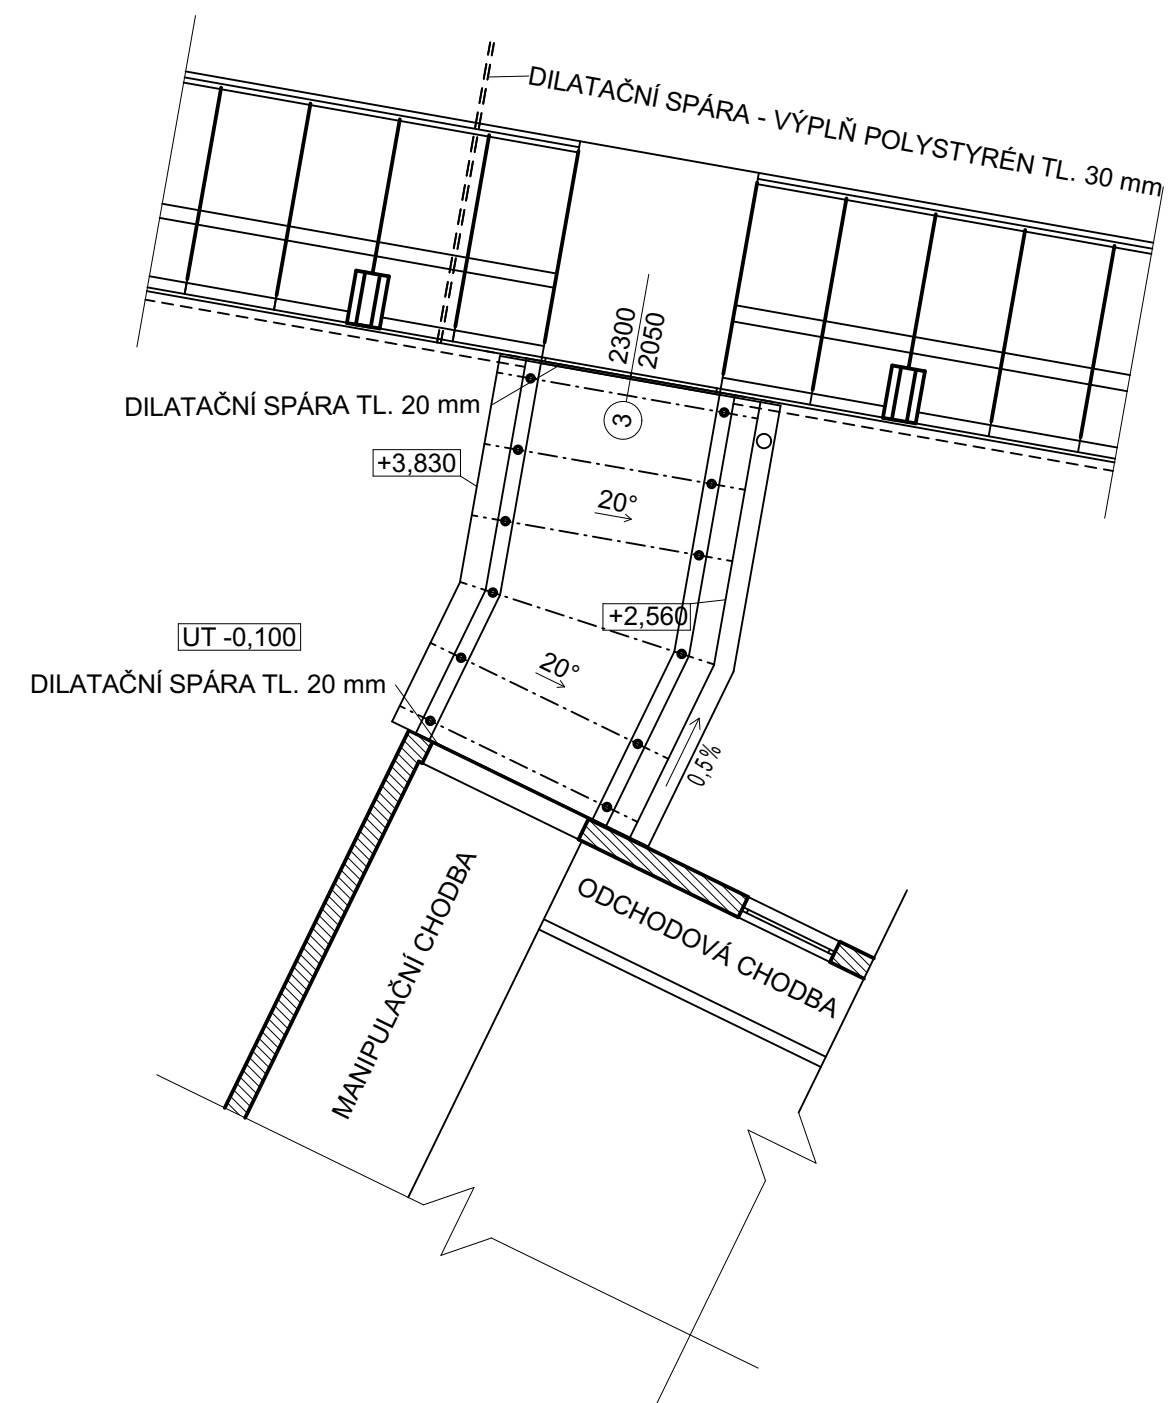 DILATAČNÍ SPÁRA - VÝPLŇ POLYSTYRÉN TL. 30 mm
2300
2050
3
DILATAČNÍ SPÁRA TL. 20 mm
+3,830
20°
+2,560
UT -0,100
20°
DILATAČNÍ SPÁRA TL. 20 mm
0,5%
MANIPULAČNÍ CHODBA
ODCHODOVÁ CHODBA